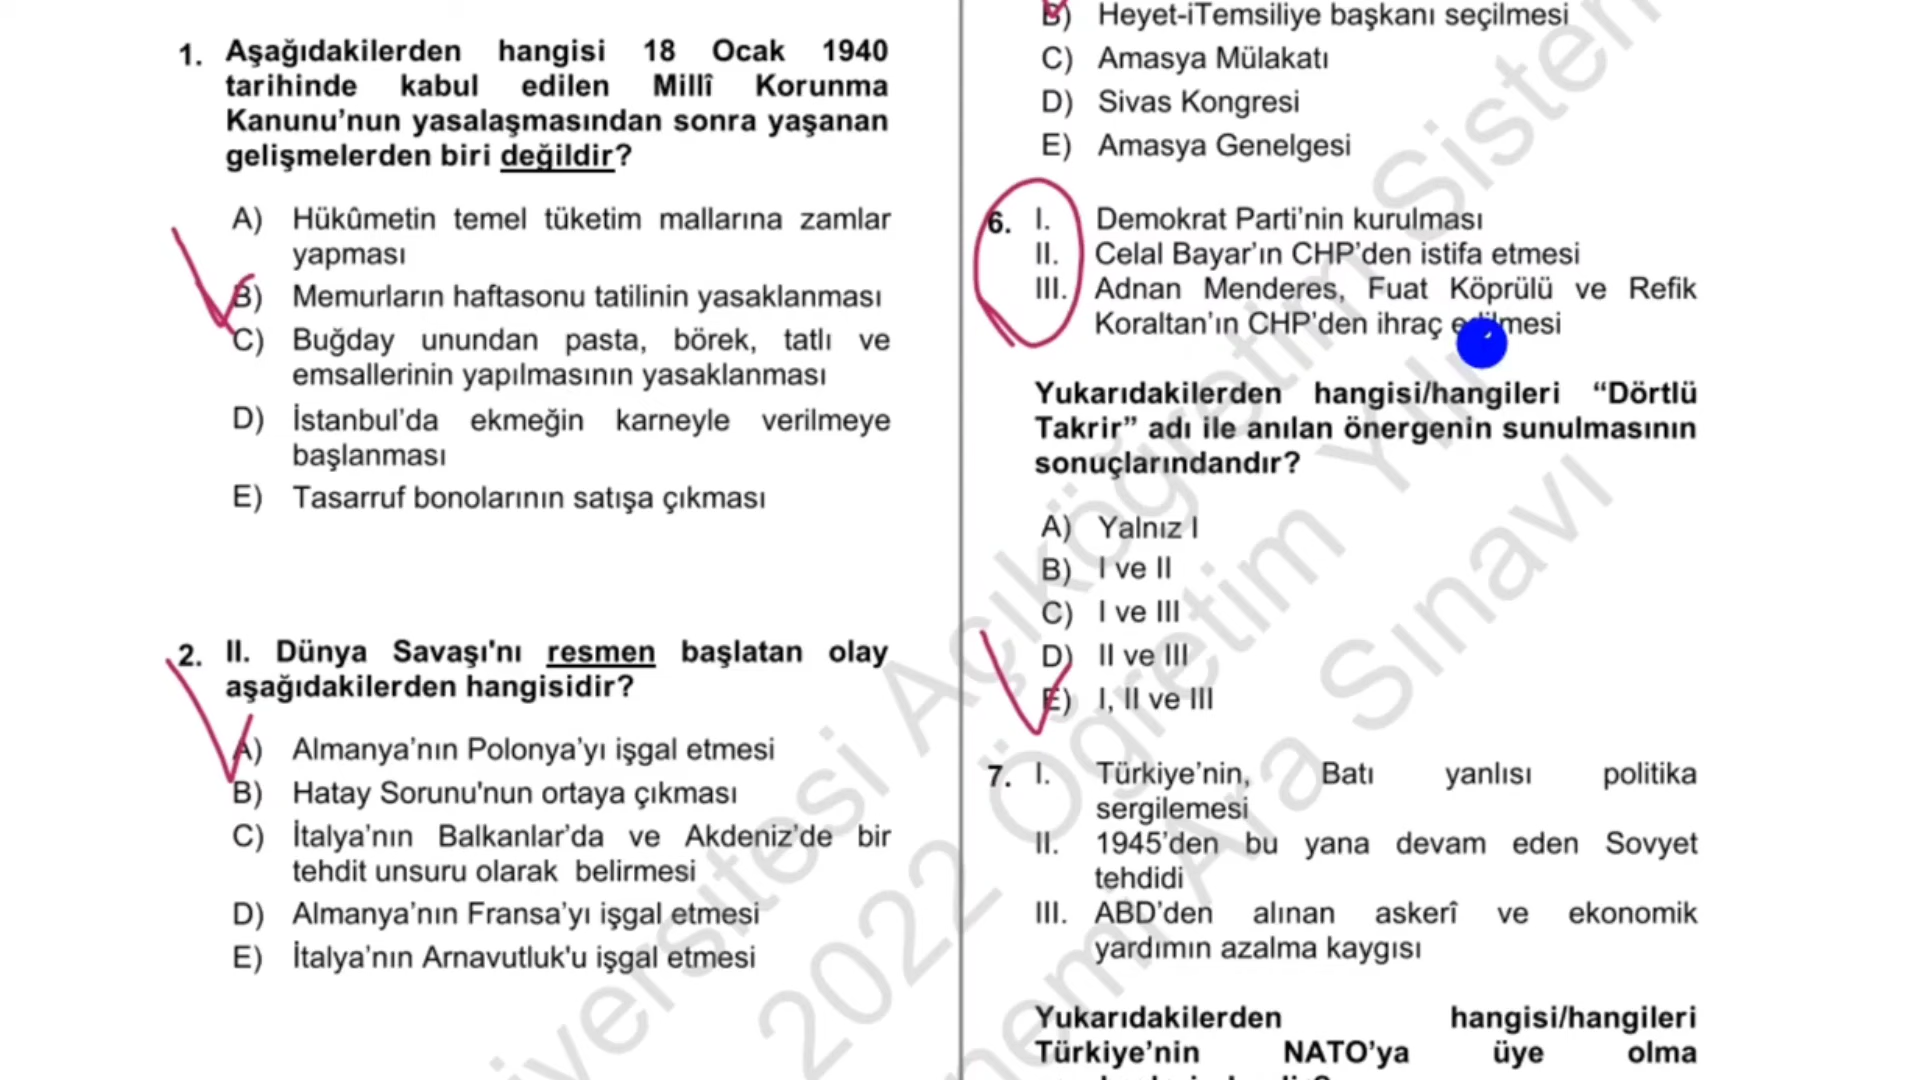 1. Aşağıdakilerden hangisi 18 Ocak 1940
tarihinde kabul edilen Millî Korunma
Kanunu’nun yasalaşmasından sonra yaşanan
gelişmelerden biri değildir?
A) Hükûmetin temel tüketim mallarına zamlar
yapması
B) Memurların haftasonu tatilinin yasaklanması
C) Buğday unundan pasta, börek, tatlı ve
emsallerinin yapılmasının yasaklanması
D) İstanbul’da ekmeğin karneyle verilmeye
başlanması
E) Tasarruf bonolarının satışa çıkması
2. II. Dünya Savaşı'nı resmen başlatan olay
aşağıdakilerden hangisidir?
A) Almanya’nın Polonya’yı işgal etmesi
B) Hatay Sorunu'nun ortaya çıkması
C) İtalya’nın Balkanlar’da ve Akdeniz’de bir
tehdit unsuru olarak belirmesi
D) Almanya’nın Fransa’yı işgal etmesi
E) İtalya’nın Arnavutluk'u işgal etmesi
B) Heyet-iTemsiliye başkanı seçilmesi
C) Amasya Mülakatı
D) Sivas Kongresi
E) Amasya Genelgesi
6. I. Demokrat Parti’nin kurulması
II. Celal Bayar’ın CHP’den istifa etmesi
III. Adnan Menderes, Fuat Köprülü ve Refik
Koraltan’ın CHP’den ihraç edilmesi
Yukarıdakilerden hangisi/hangileri “Dörtlü
Takrir” adı ile anılan önergenin sunulmasının
sonuçlarındandır?
A) Yalnız I
B) I ve II
C) I ve III
D) II ve III
E) I, II ve III
7. I. Türkiye’nin, Batı yanlısı politika
sergilemesi
II. 1945’den bu yana devam eden Sovyet
tehdidi
III. ABD’den alınan askerî ve ekonomik
yardımın azalma kaygısı
Yukarıdakilerden hangisi/hangileri
Türkiye’nin NATO’ya üye olma
Açıköğretim Sistem
2022 Öğretim Yılı
Ara Sınavı